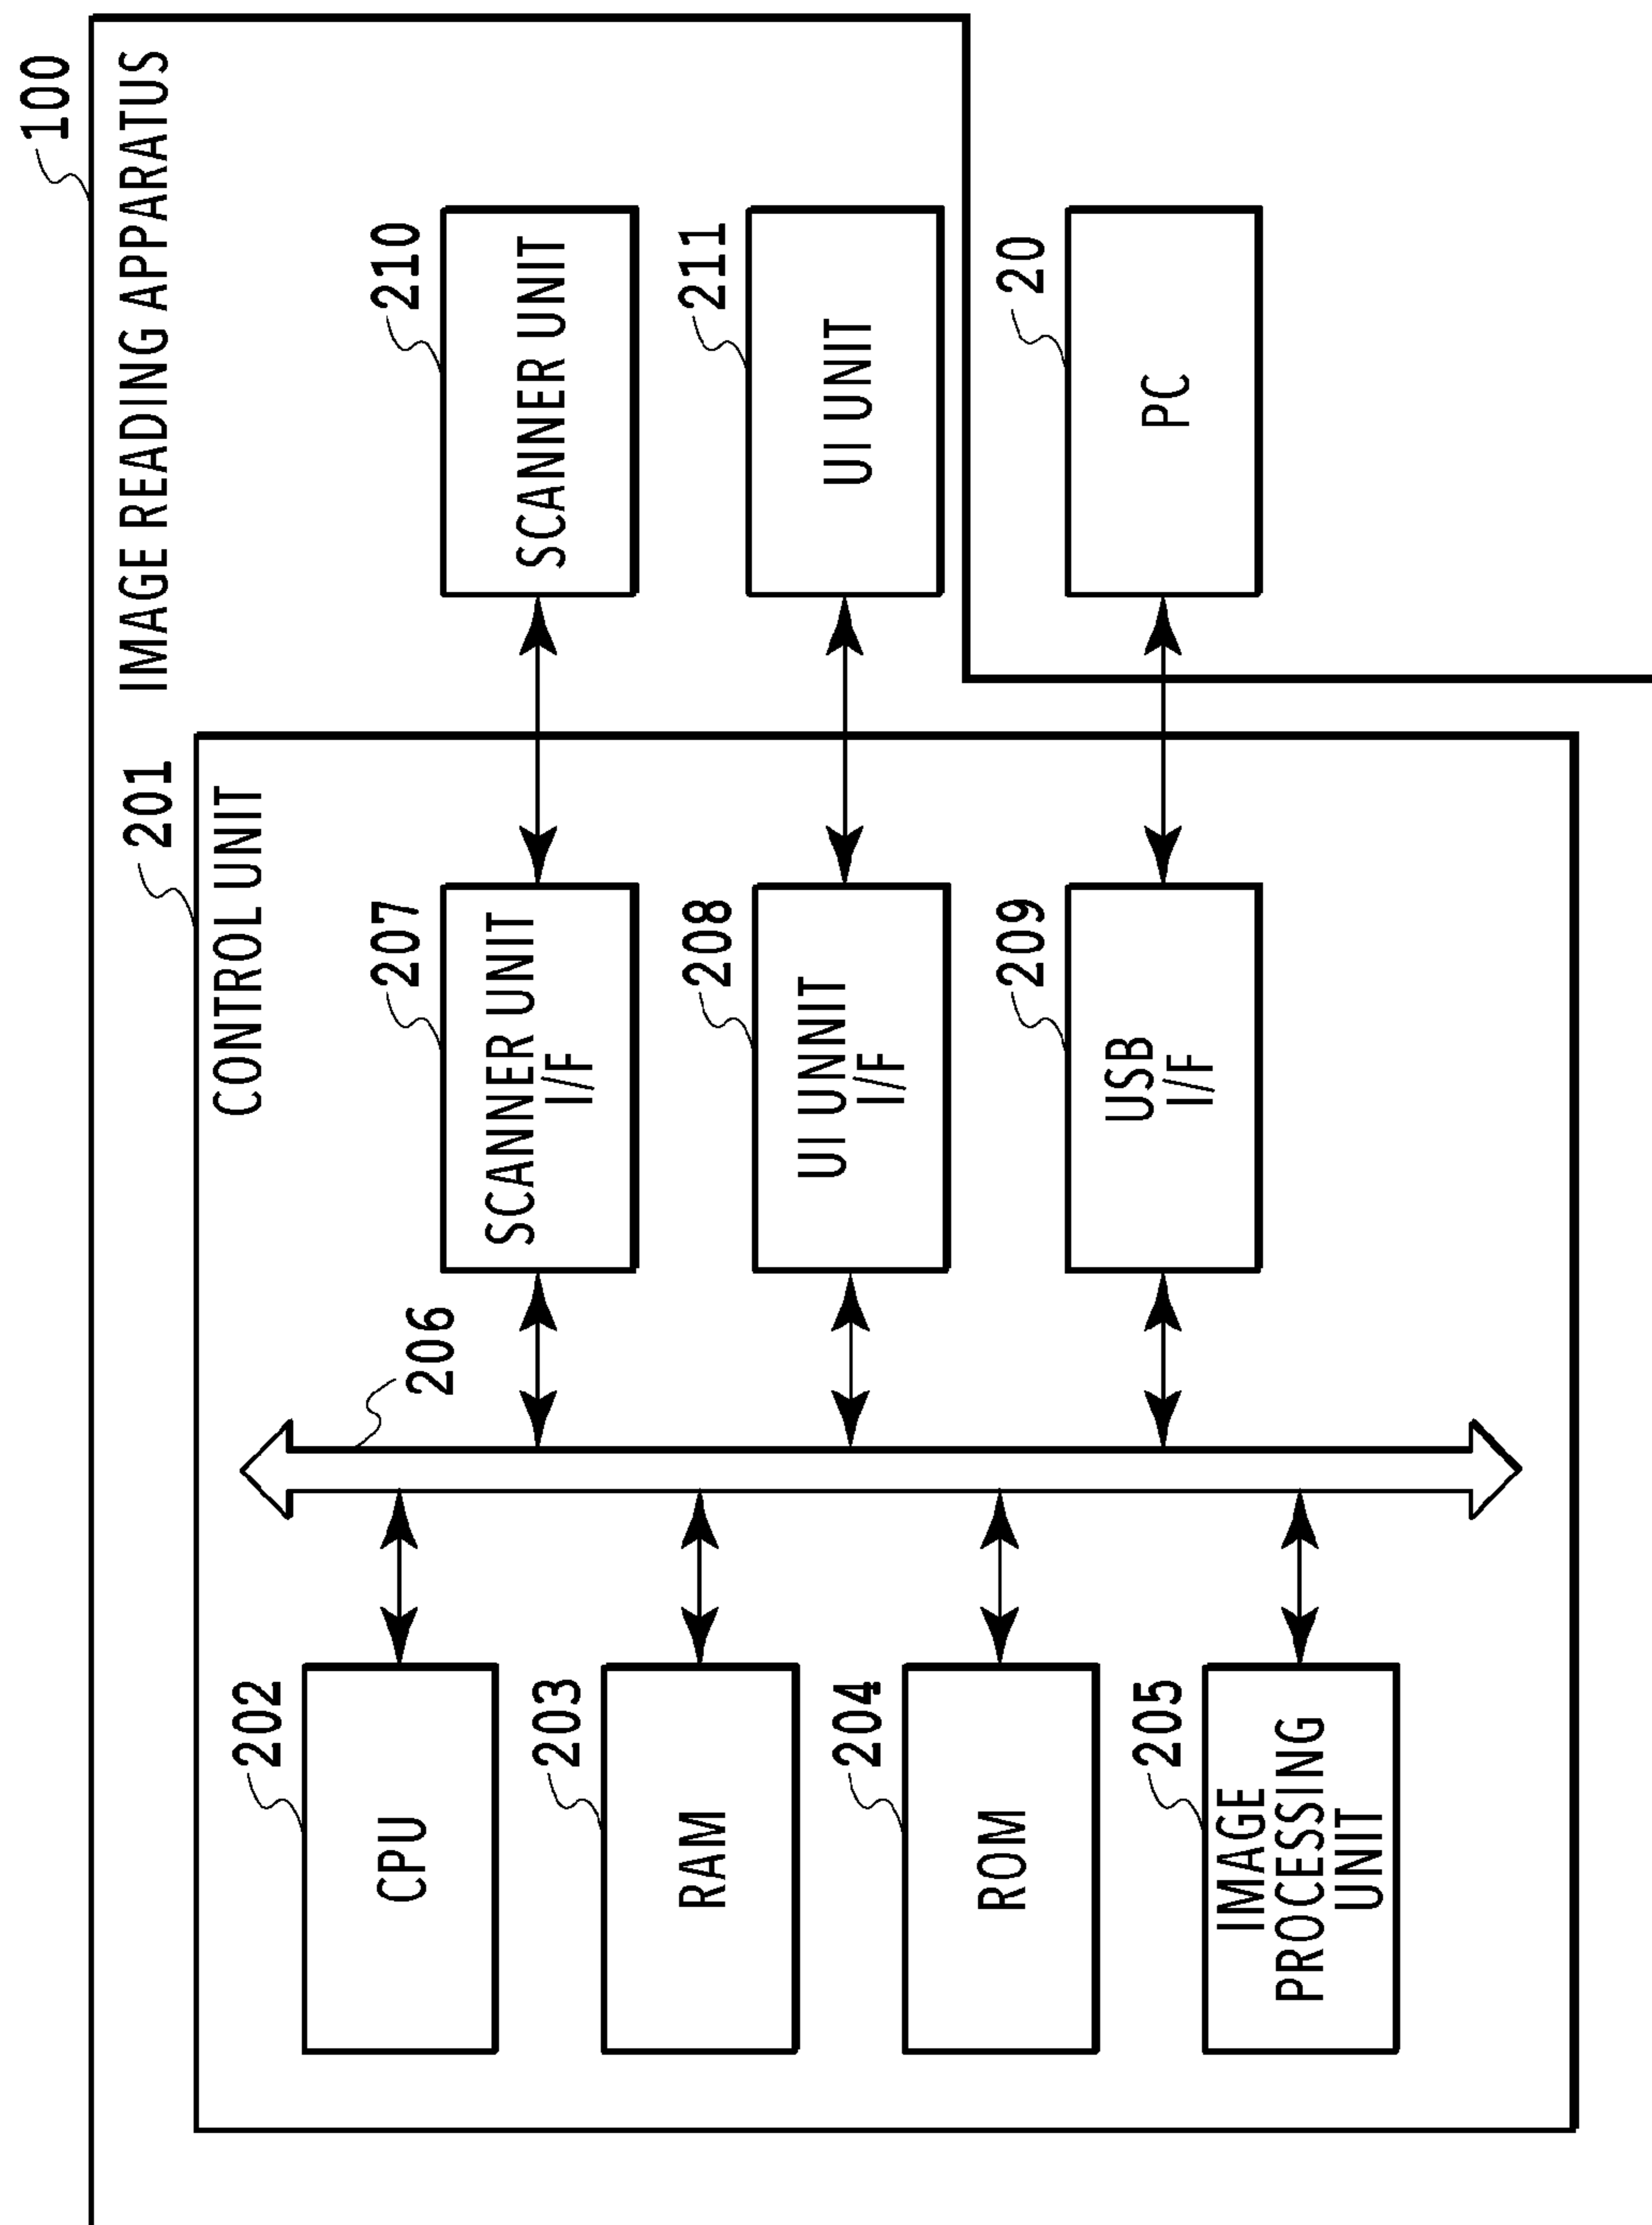 100
IMAGE READING APPARATUS
201
CONTROL UNIT
202
CPU
203
RAM
204
ROM
205
IMAGE
PROCESSING
UNIT
206
207
SCANNER UNIT
I/F
208
UI UNNIT
I/F
209
USB
I/F
210
SCANNER UNIT
211
UI UNIT
20
PC